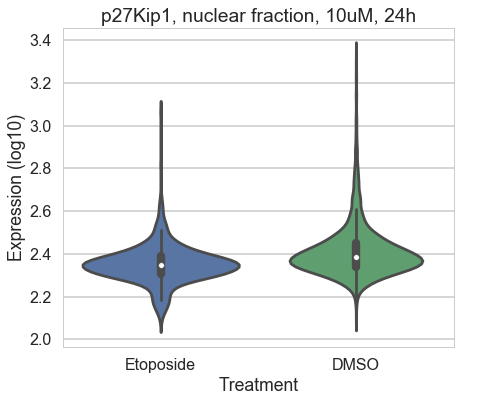 p27Kip1, nuclear fraction, 10uM, 24h
3.4
3.2
3.0
2.8
2.6
2.4
2.2
2.0
Expression (log10)
Etoposide
DMSO
Treatment